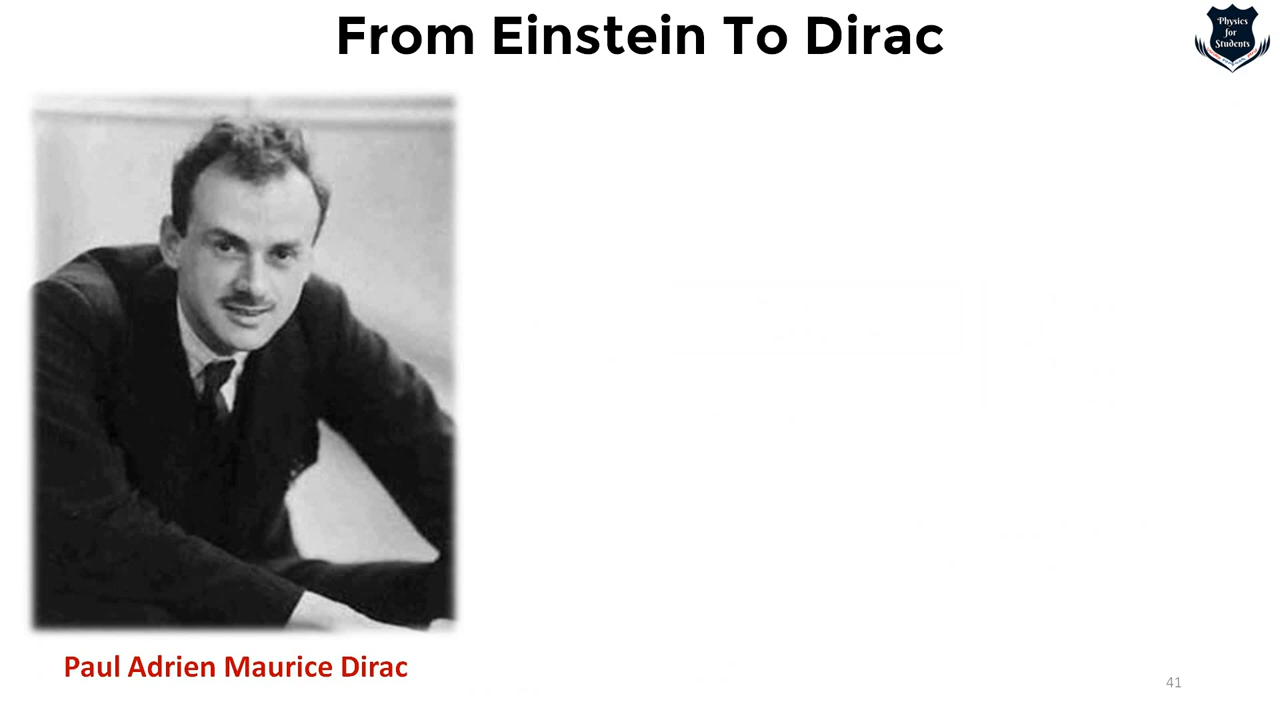 From Einstein To Dirac
Physics
for
Students
Paul Adrien Maurice Dirac
41